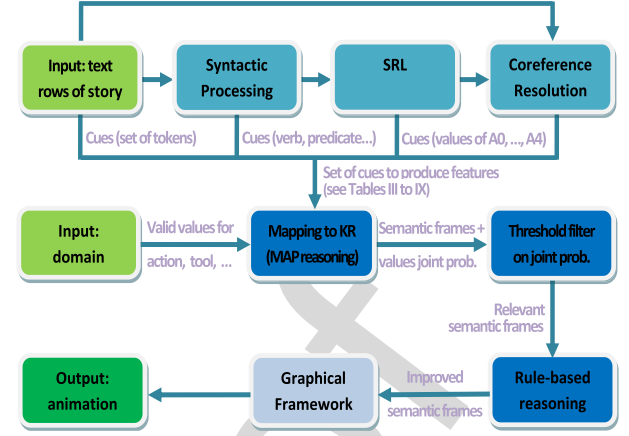 Input: text
rows of story
Syntactic
Processing
SRL
Coreference
Resolution
Cues (set of tokens)
Cues (verb, predicate...)
Cues (values of A0, ..., A4)
Set of cues to produce features
(see Tables III to IX)
Input:
domain
Valid values for
action, tool, ...
Mapping to KR
(MAP reasoning)
Semantic frames +
values joint prob.
Threshold filter
on joint prob.
Relevant
semantic frames
Output:
animation
Graphical
Framework
Improved
semantic frames
Rule-based
reasoning